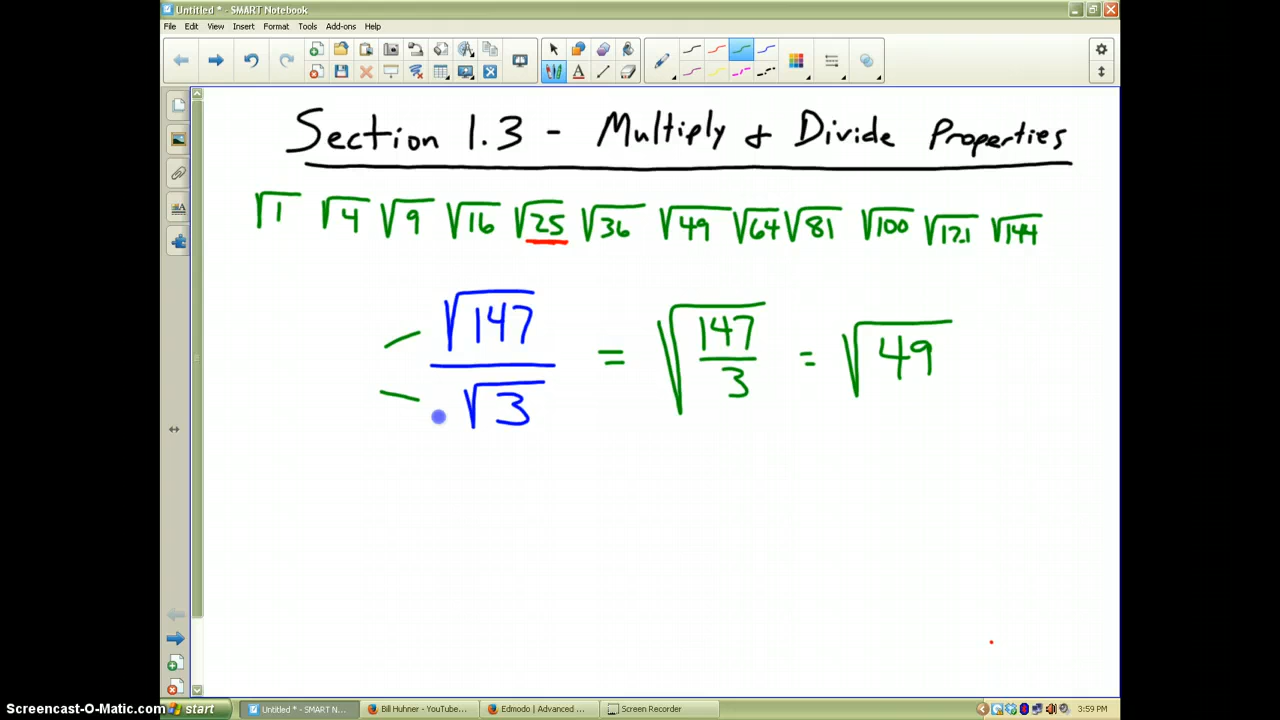 Untitled * - SMART Notebook
File Edit View Insert Format Tools Add-ons Help
Section 1.3 - Multiply & Divide Properties
√1 √4 √9 √16 √25 √36 √49 √64 √81 √100 √121 √144
√147 / √3 = √(147/3) = √49
Screencast-O-Matic.com start Untitled * - SMART N... Bill Huhner - YouTube... Edmodo | Advanced ... Screen Recorder 3:59 PM